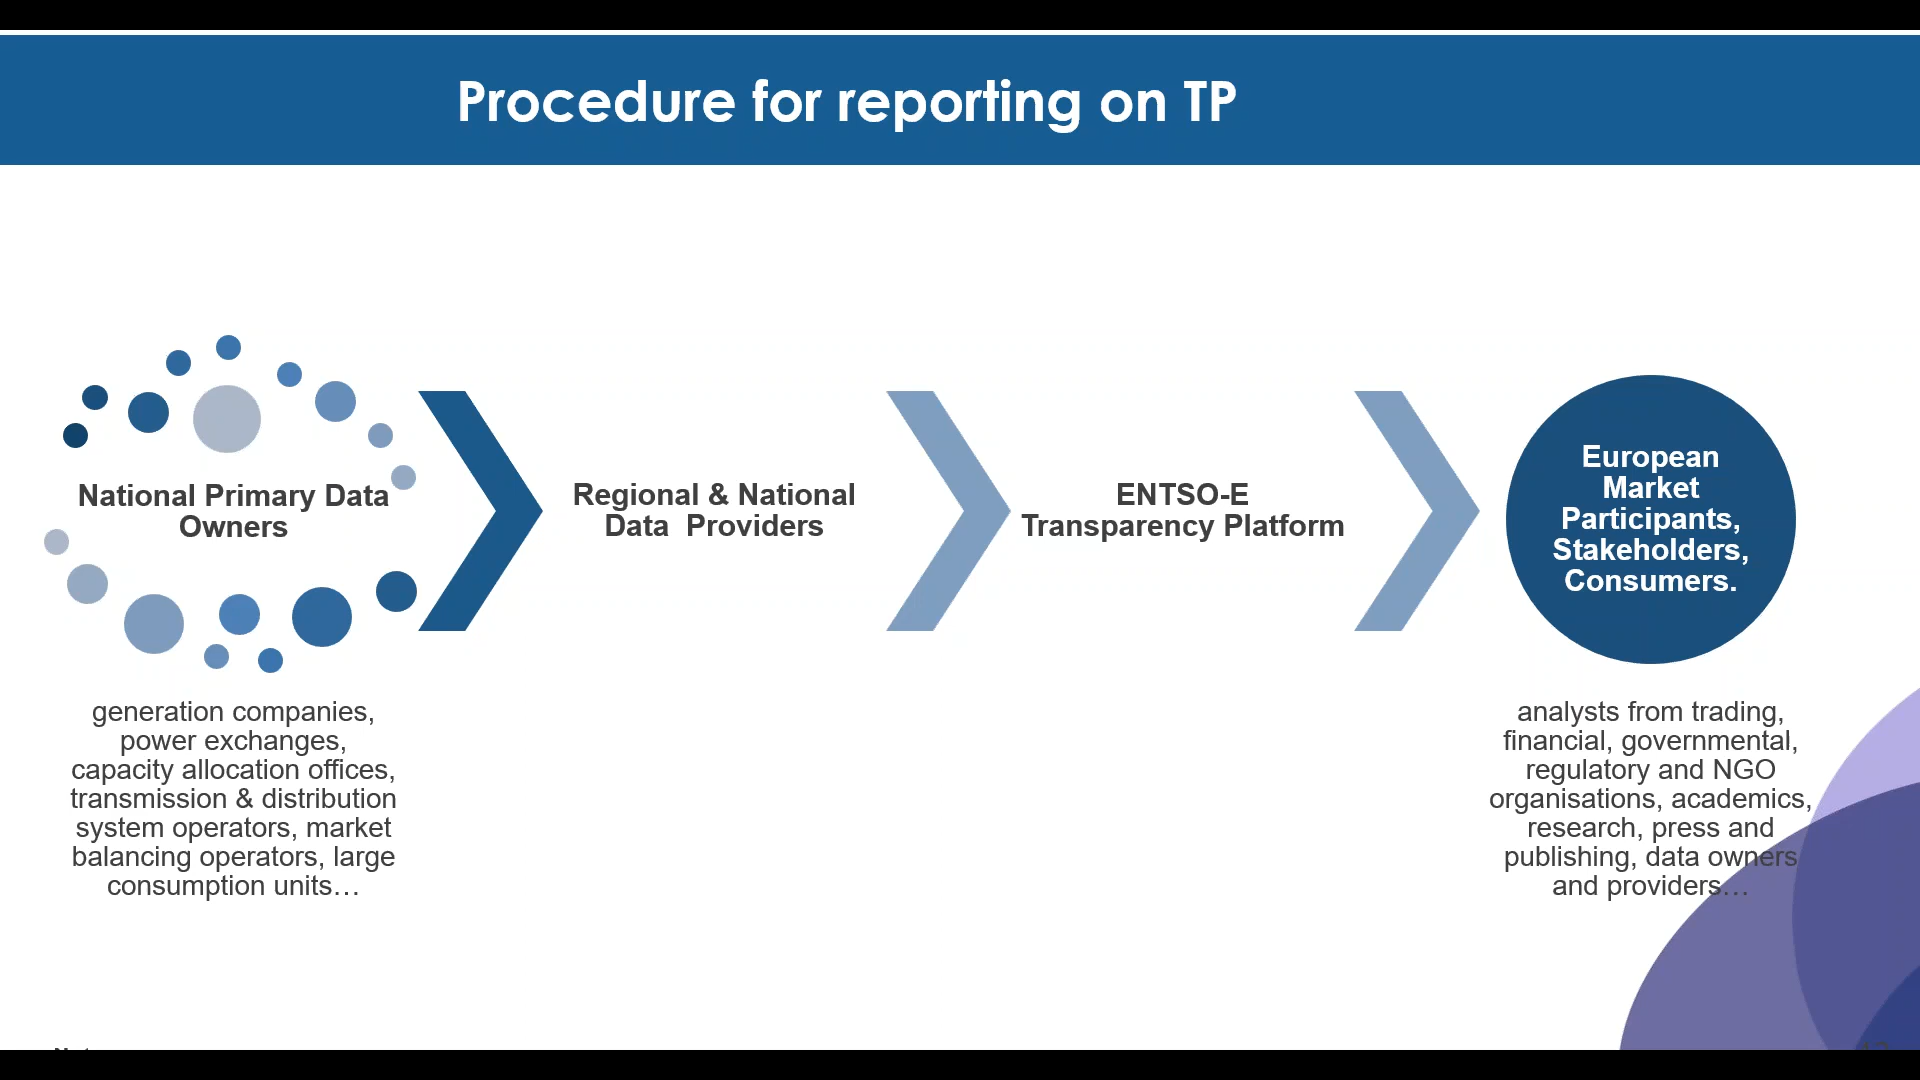 Procedure for reporting on TP
National Primary Data
Owners
generation companies,
power exchanges,
capacity allocation offices,
transmission & distribution
system operators, market
balancing operators, large
consumption units…
Regional & National
Data  Providers
ENTSO-E
Transparency Platform
European
Market
Participants,
Stakeholders,
Consumers.
analysts from trading,
financial, governmental,
regulatory and NGO
organisations, academics,
research, press and
publishing, data owners
and providers…